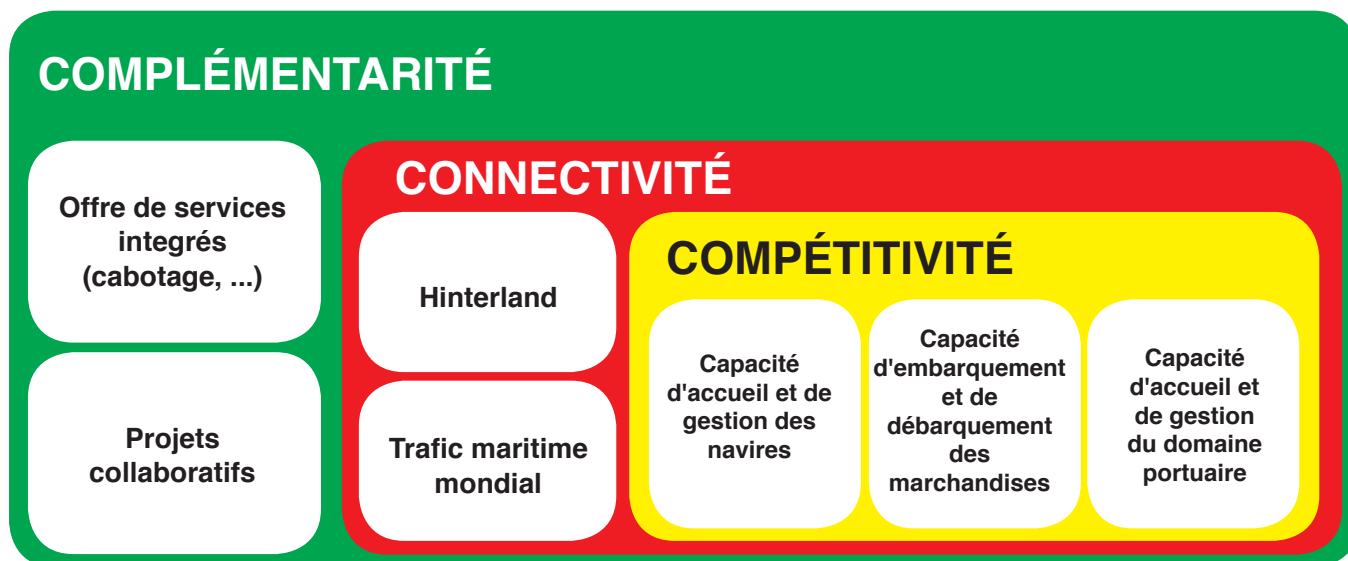 COMPLÉMENTARITÉ
Offre de services
integrés
(cabotage, ...)
Projets
collaboratifs
CONNECTIVITÉ
Hinterland
Trafic maritime
mondial
COMPÉTITIVITÉ
Capacité
d'accueil et de
gestion des
navires
Capacité
d'embarquement
et de
débarquement
des
marchandises
Capacité
d'accueil et
de gestion
du domaine
portuaire